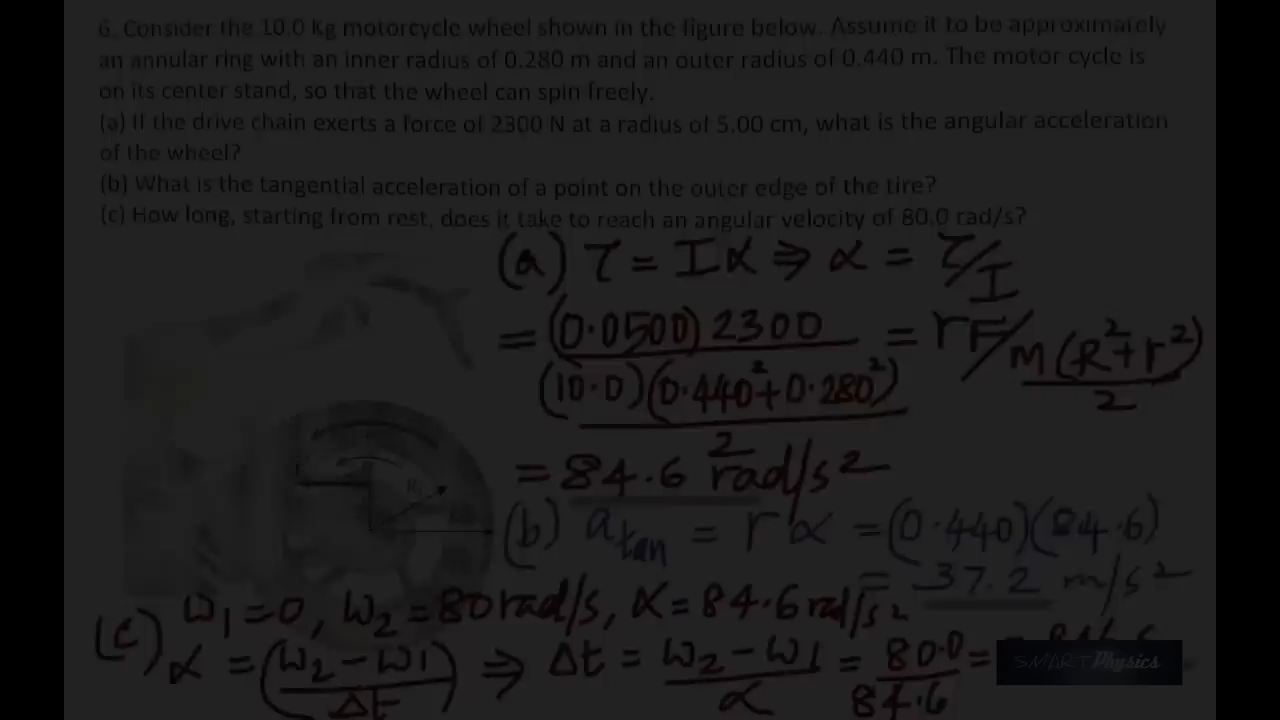 6. Consider the 10.0 Kg motorcycle wheel shown in the figure below. Assume it to be approximately
an annular ring with an inner radius of 0.280 m and an outer radius of 0.440 m. The motor cycle is
on its center stand, so that the wheel can spin freely.
(a) If the drive chain exerts a force of 2300 N at a radius of 5.00 cm, what is the angular acceleration
of the wheel?
(b) What is the tangential acceleration of a point on the outer edge of the tire?
(c) How long, starting from rest, does it take to reach an angular velocity of 80.0 rad/s?
(a) τ = Iα ⇒ α = τ/I
= (0.0500) 2300 / (10.0)(0.440² + 0.280²)/2 = rF/M(R²+r²)/2
= 84.6 rad/s²
(b) a_tan = rα = (0.440)(84.6)
= 37.2 m/s²
(c) ω₁ = 0, ω₂ = 80 rad/s, α = 84.6 rad/s²
α = (ω₂ − ω₁ / Δt) ⇒ Δt = ω₂ − ω₁ / α = 80.0 / 84.6 =
SMART Physics